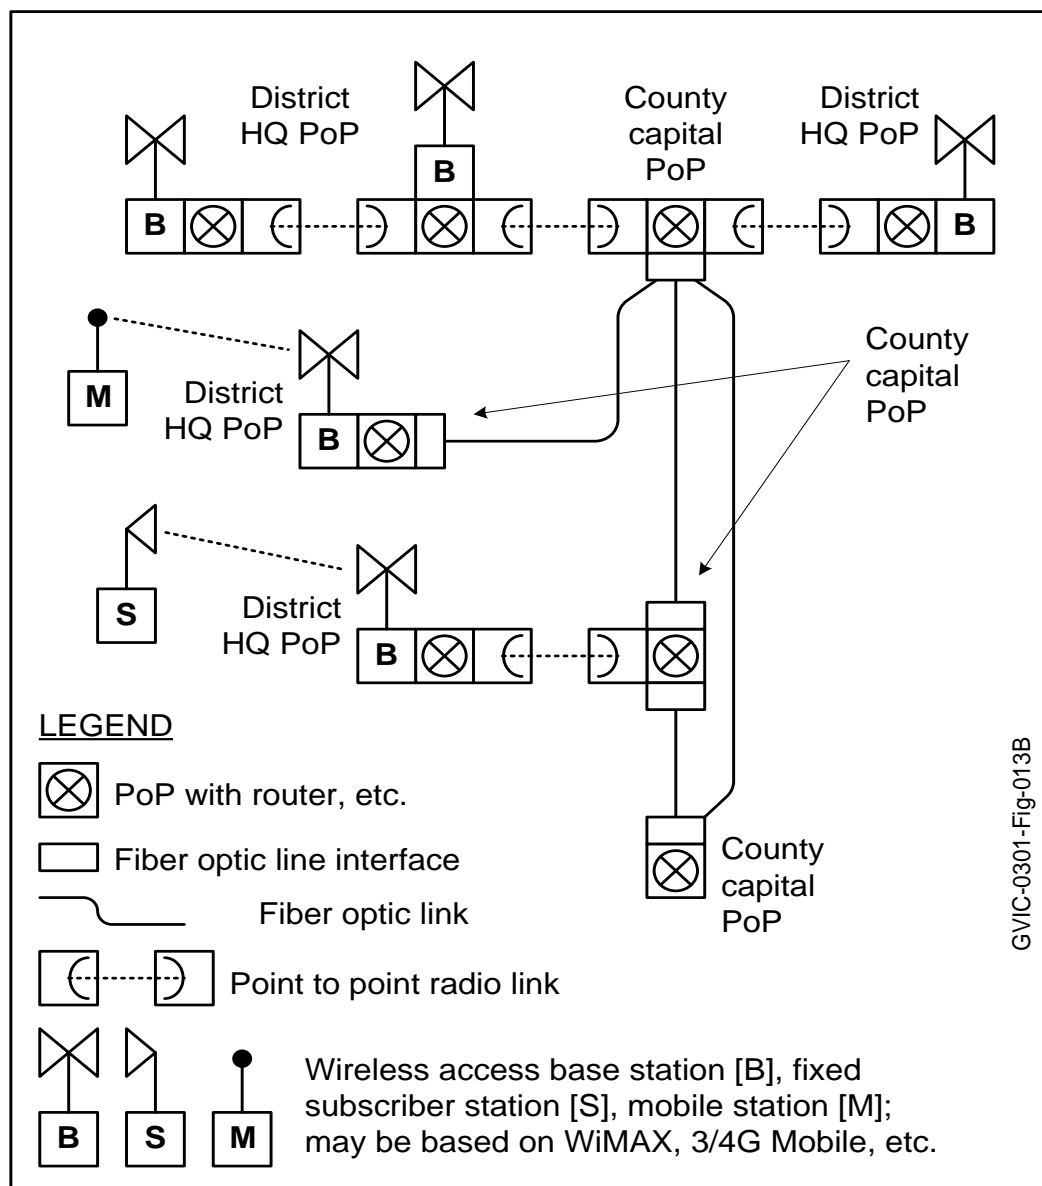 District
HQ PoP
County
capital
PoP
District
HQ PoP
B
B
B
B
M
District
HQ PoP
B
County
capital
PoP
S
District
HQ PoP
B
LEGEND
PoP with router, etc.
Fiber optic line interface
Fiber optic link
Point to point radio link
County
capital
PoP
GVIC-0301-Fig-013B
B
S
M
Wireless access base station [B], fixed
subscriber station [S], mobile station [M];
may be based on WiMAX, 3/4G Mobile, etc.